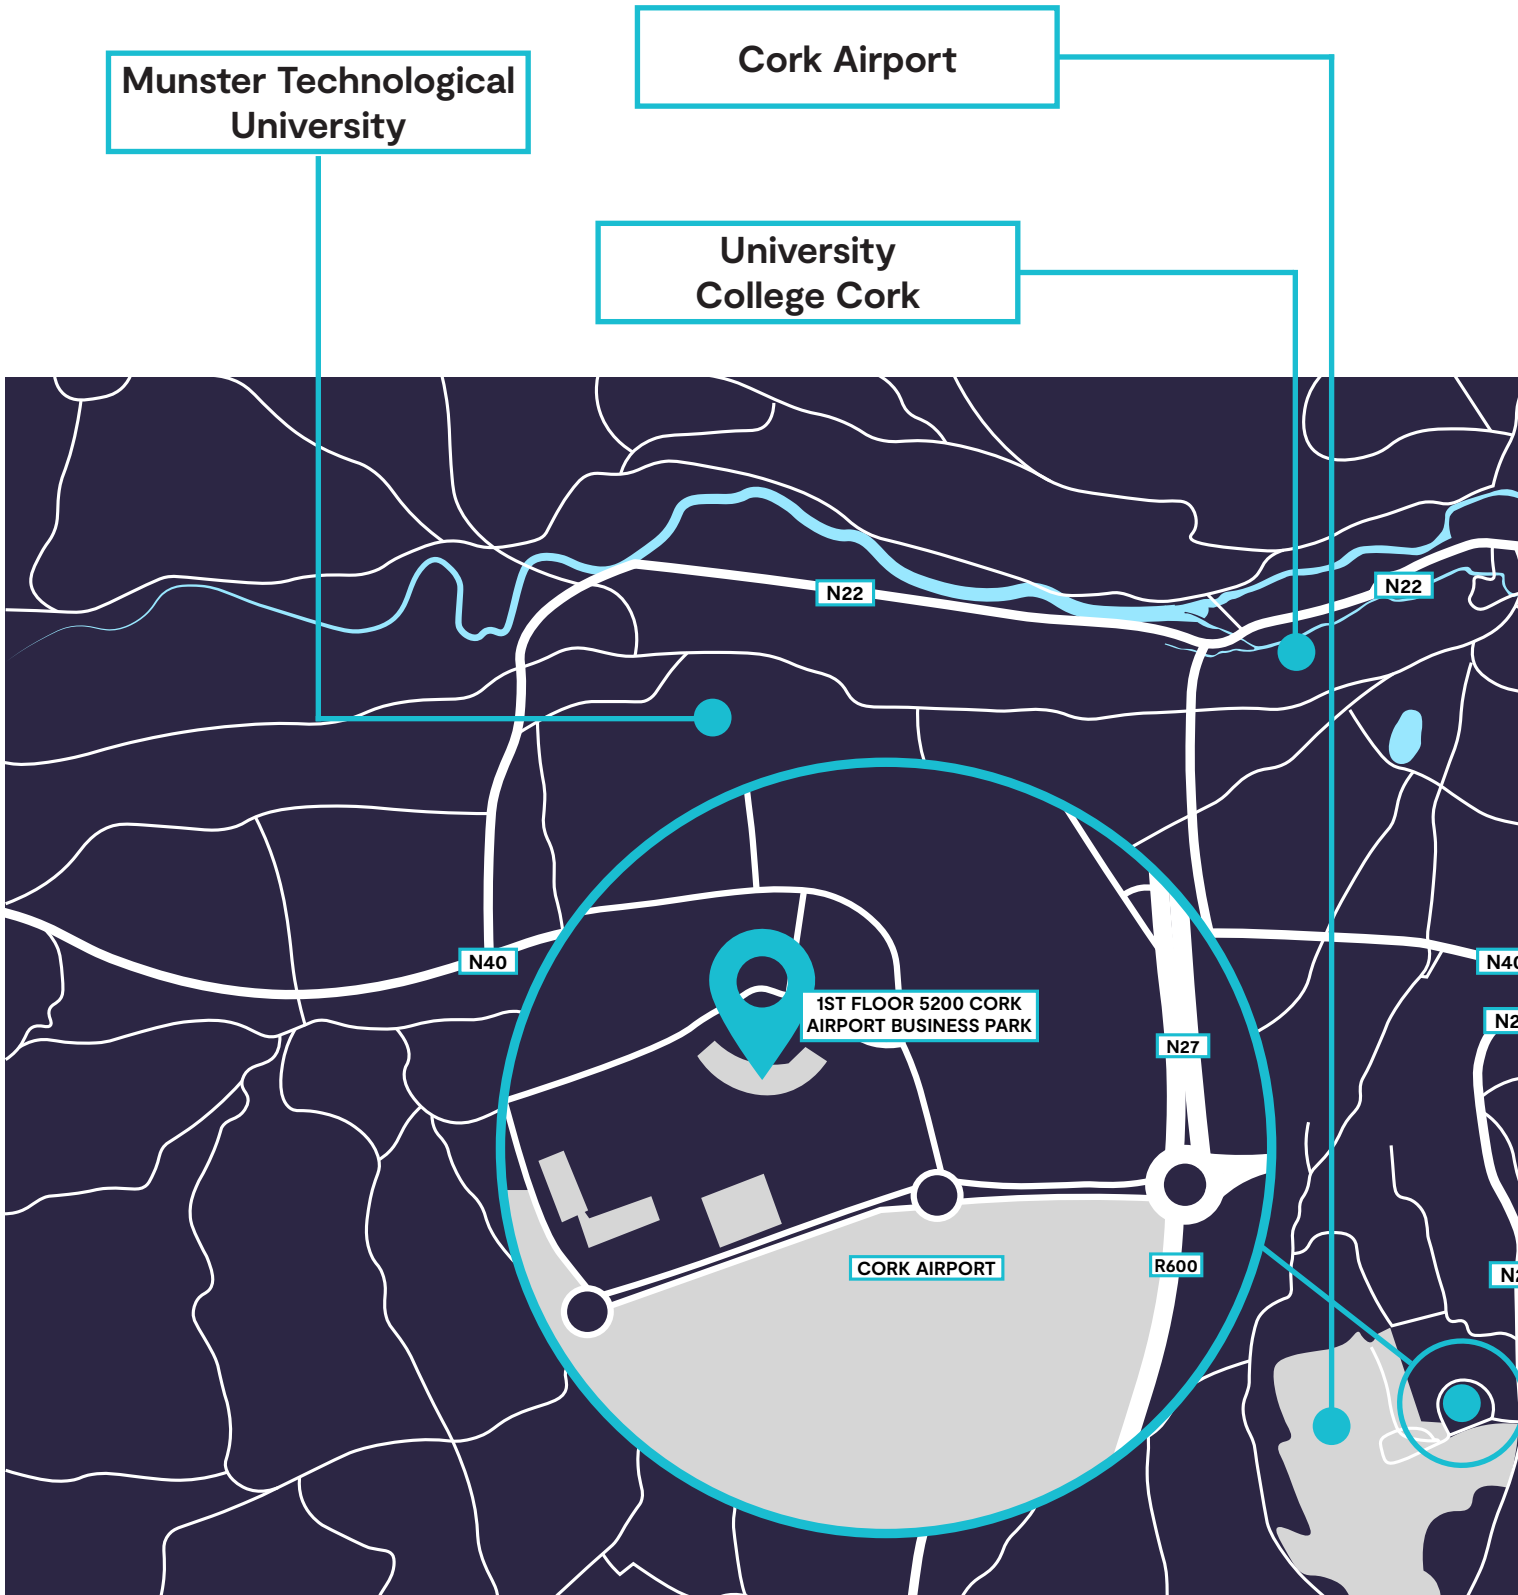 Cork Airport
Munster Technological
University
University
College Cork
N22
N22
N40
1ST FLOOR 5200 CORK
AIRPORT BUSINESS PARK
N27
CORK AIRPORT
R600